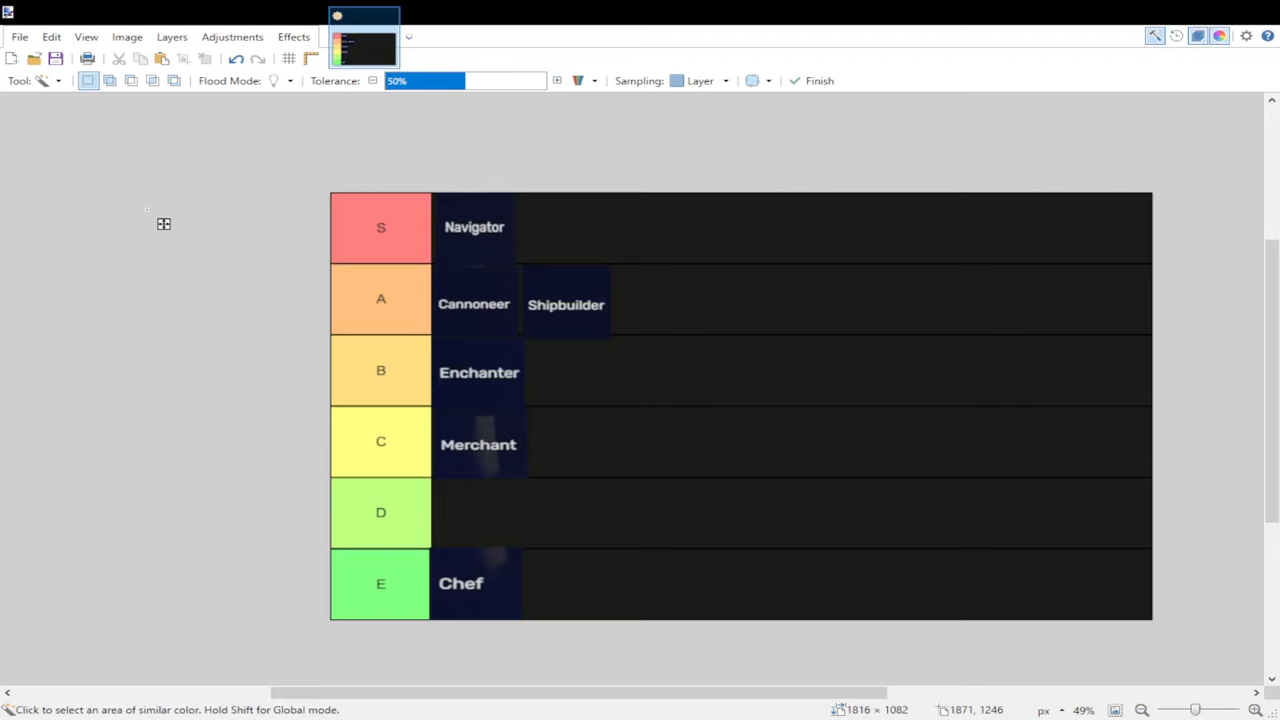 File Edit View Image Layers Adjustments Effects
Tool: Flood Mode: Tolerance: 50% Sampling: Layer Finish
S Navigator
A Cannoneer Shipbuilder
B Enchanter
C Merchant
D
E Chef
Click to select an area of similar color. Hold Shift for Global mode. 1816 × 1082 1871, 1246 px 49%